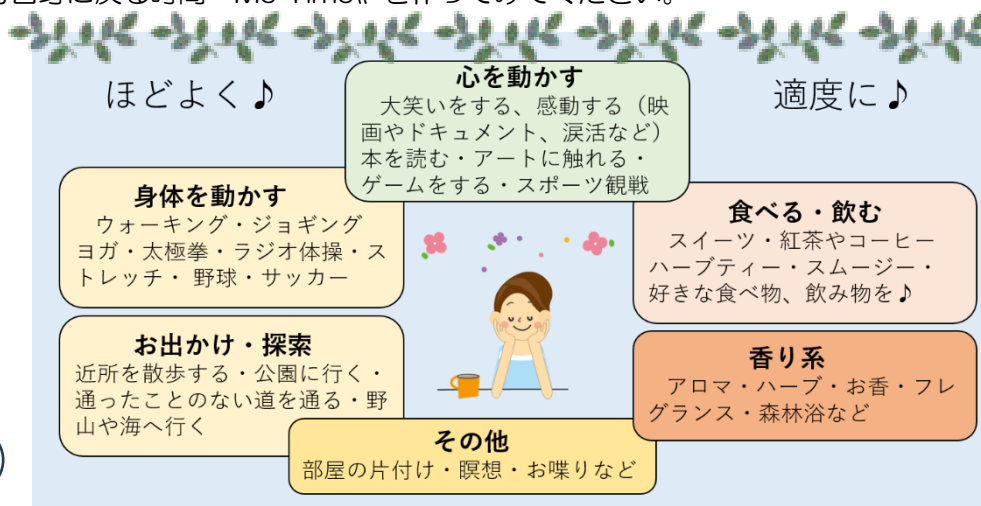 ほどよく♪
適度に♪
心を動かす
大笑いをする、感動する（映
画やドキュメント、涙活など）
本を読む・アートに触れる・
ゲームをする・スポーツ観戦
身体を動かす
ウォーキング・ジョギング
ヨガ・太極拳・ラジオ体操・ス
トレッチ・ 野球・サッカー
食べる・飲む
スイーツ・紅茶やコーヒー
ハーブティー・スムージー・
好きな食べ物、飲み物を♪
お出かけ・探索
近所を散歩する・公園に行く・
通ったことのない道を通る・野
山や海へ行く
香り系
アロマ・ハーブ・お香・フレ
グランス・森林浴など
その他
部屋の片付け・瞑想・お喋りなど